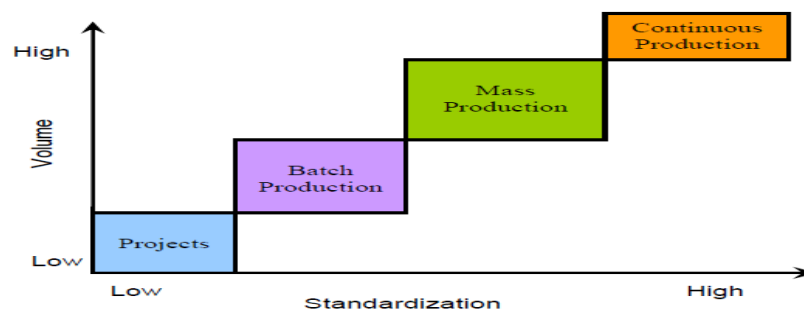 High
Continuous
Production
Mass
Production
Volume
Batch
Production
Projects
Low
Low
High
Standardization